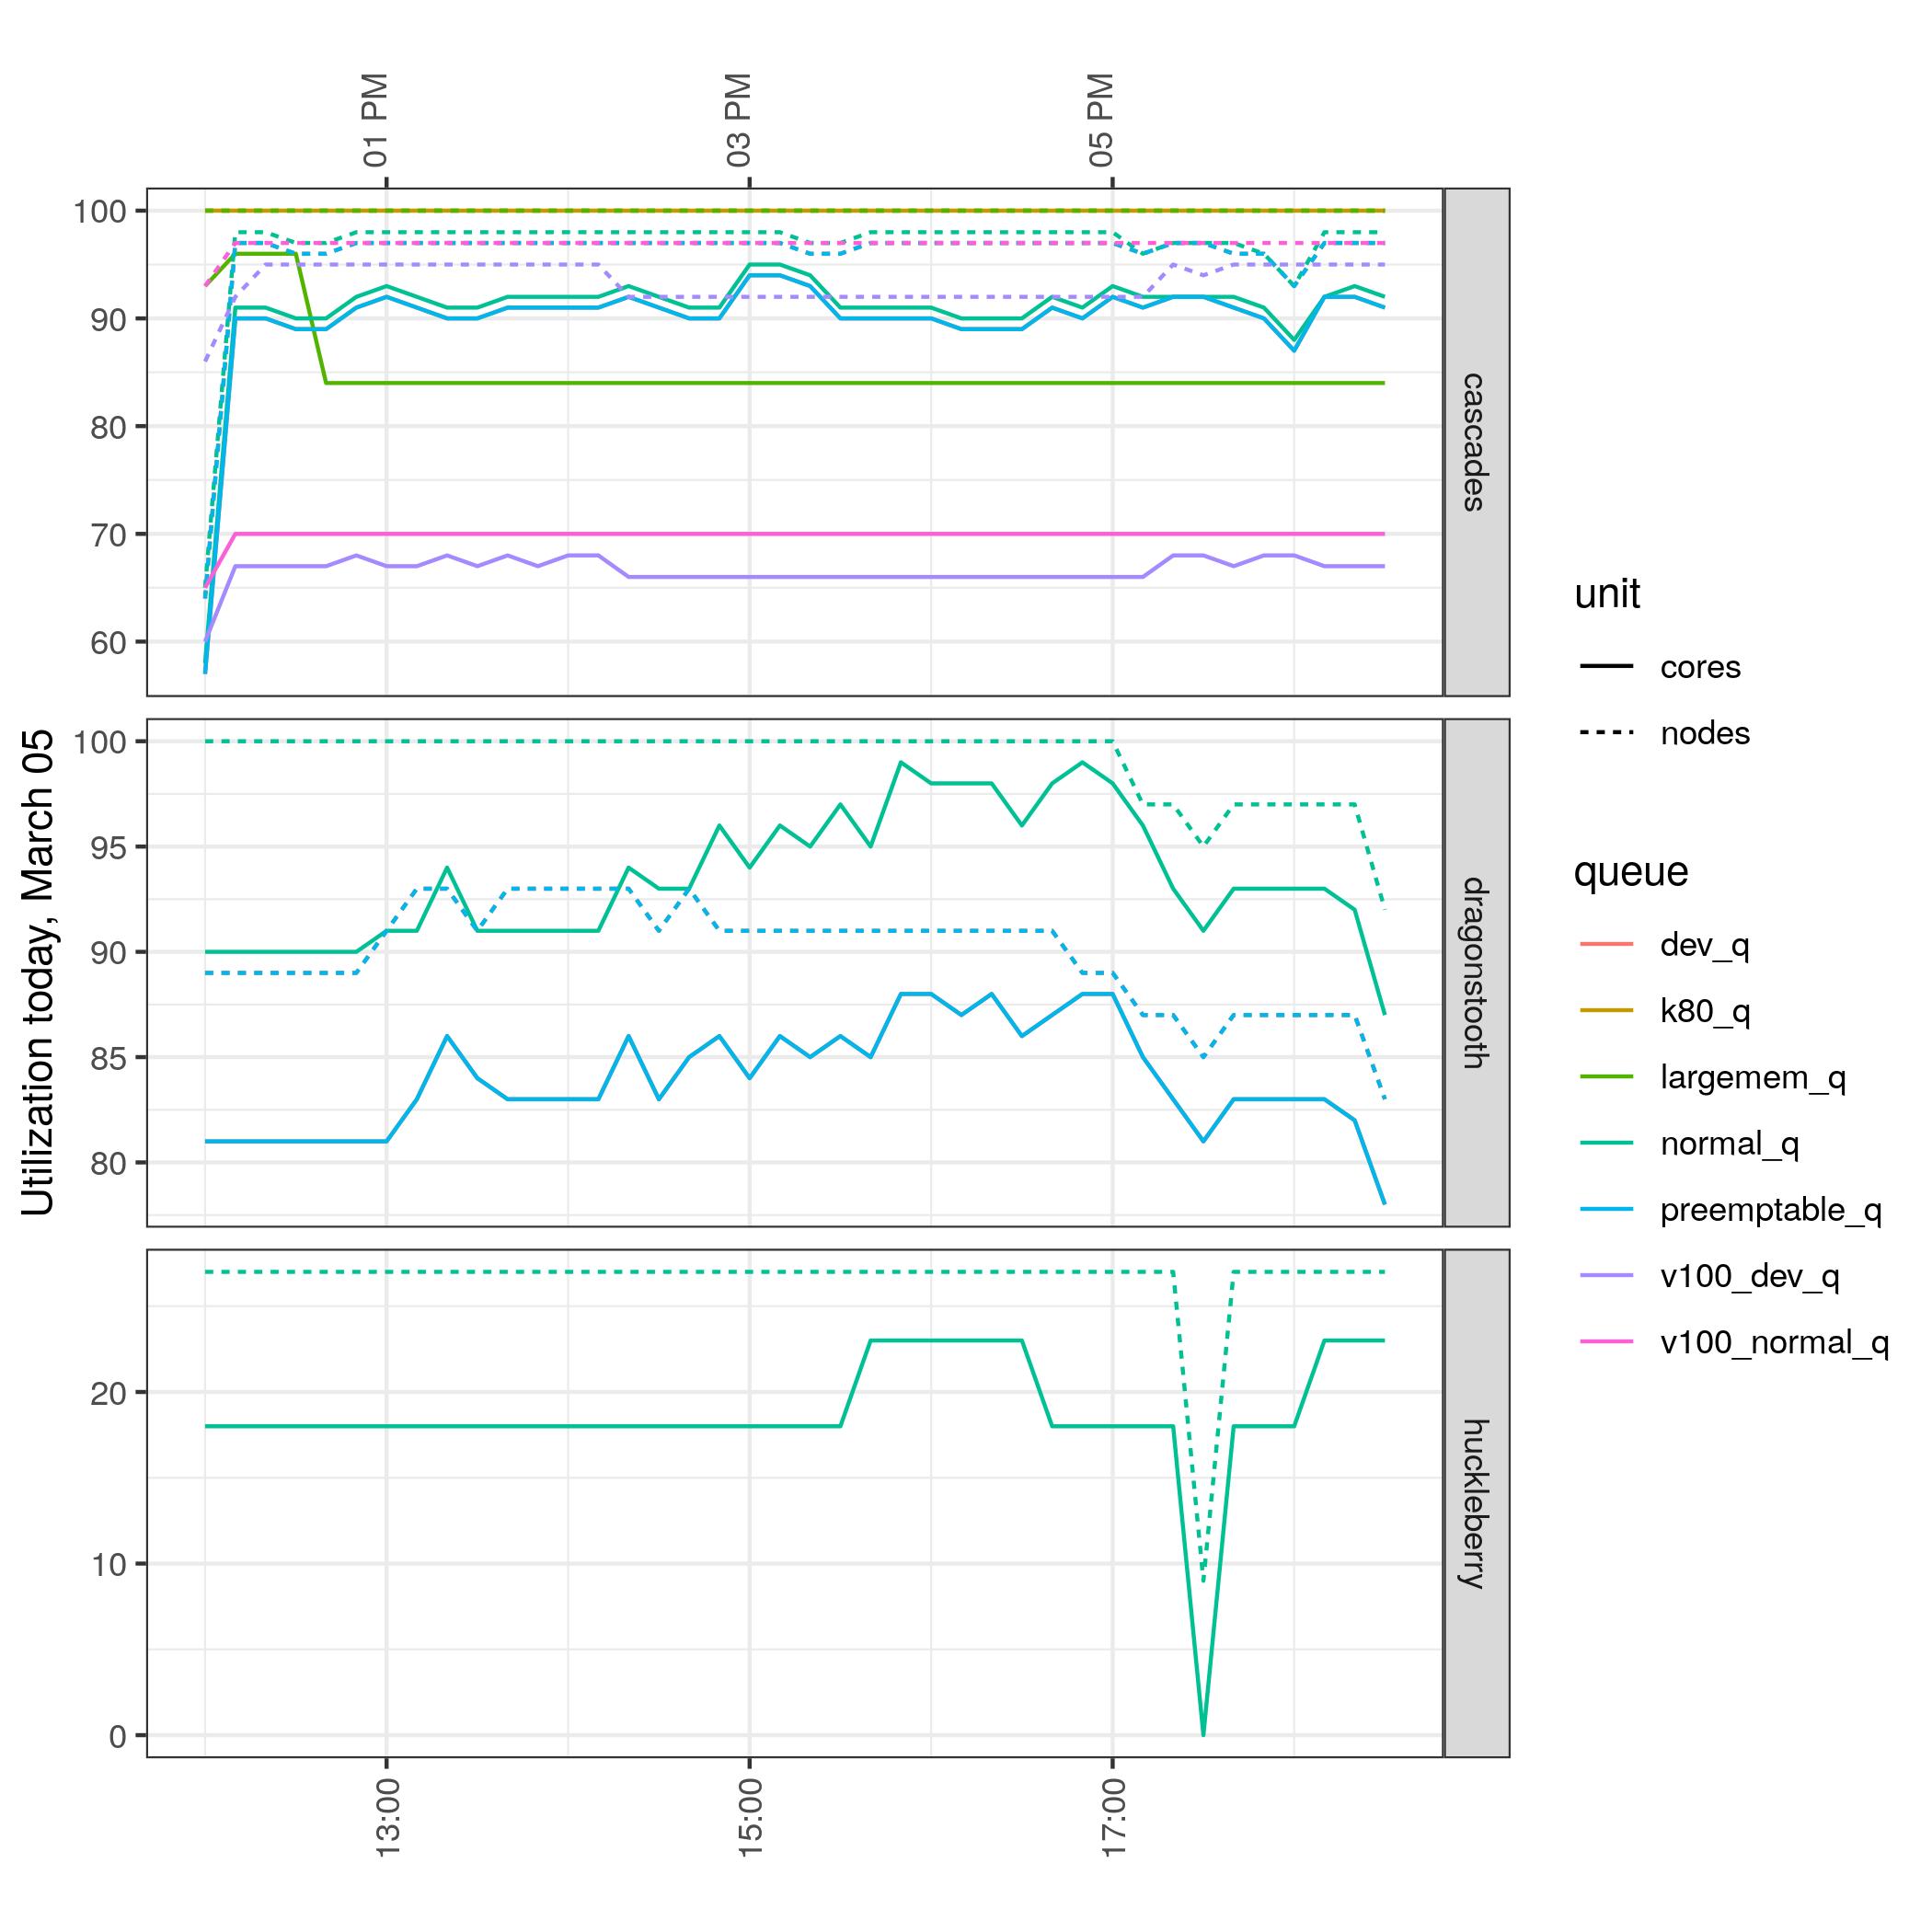 01 PM
03 PM
05 PM
100
90
80
70
60
cascades
Utilization today, March 05
100
95
90
85
80
dragonstooth
20
10
0
huckleberry
13:00
15:00
17:00
unit
cores
nodes
queue
dev_q
k80_q
largemem_q
normal_q
preemptable_q
v100_dev_q
v100_normal_q